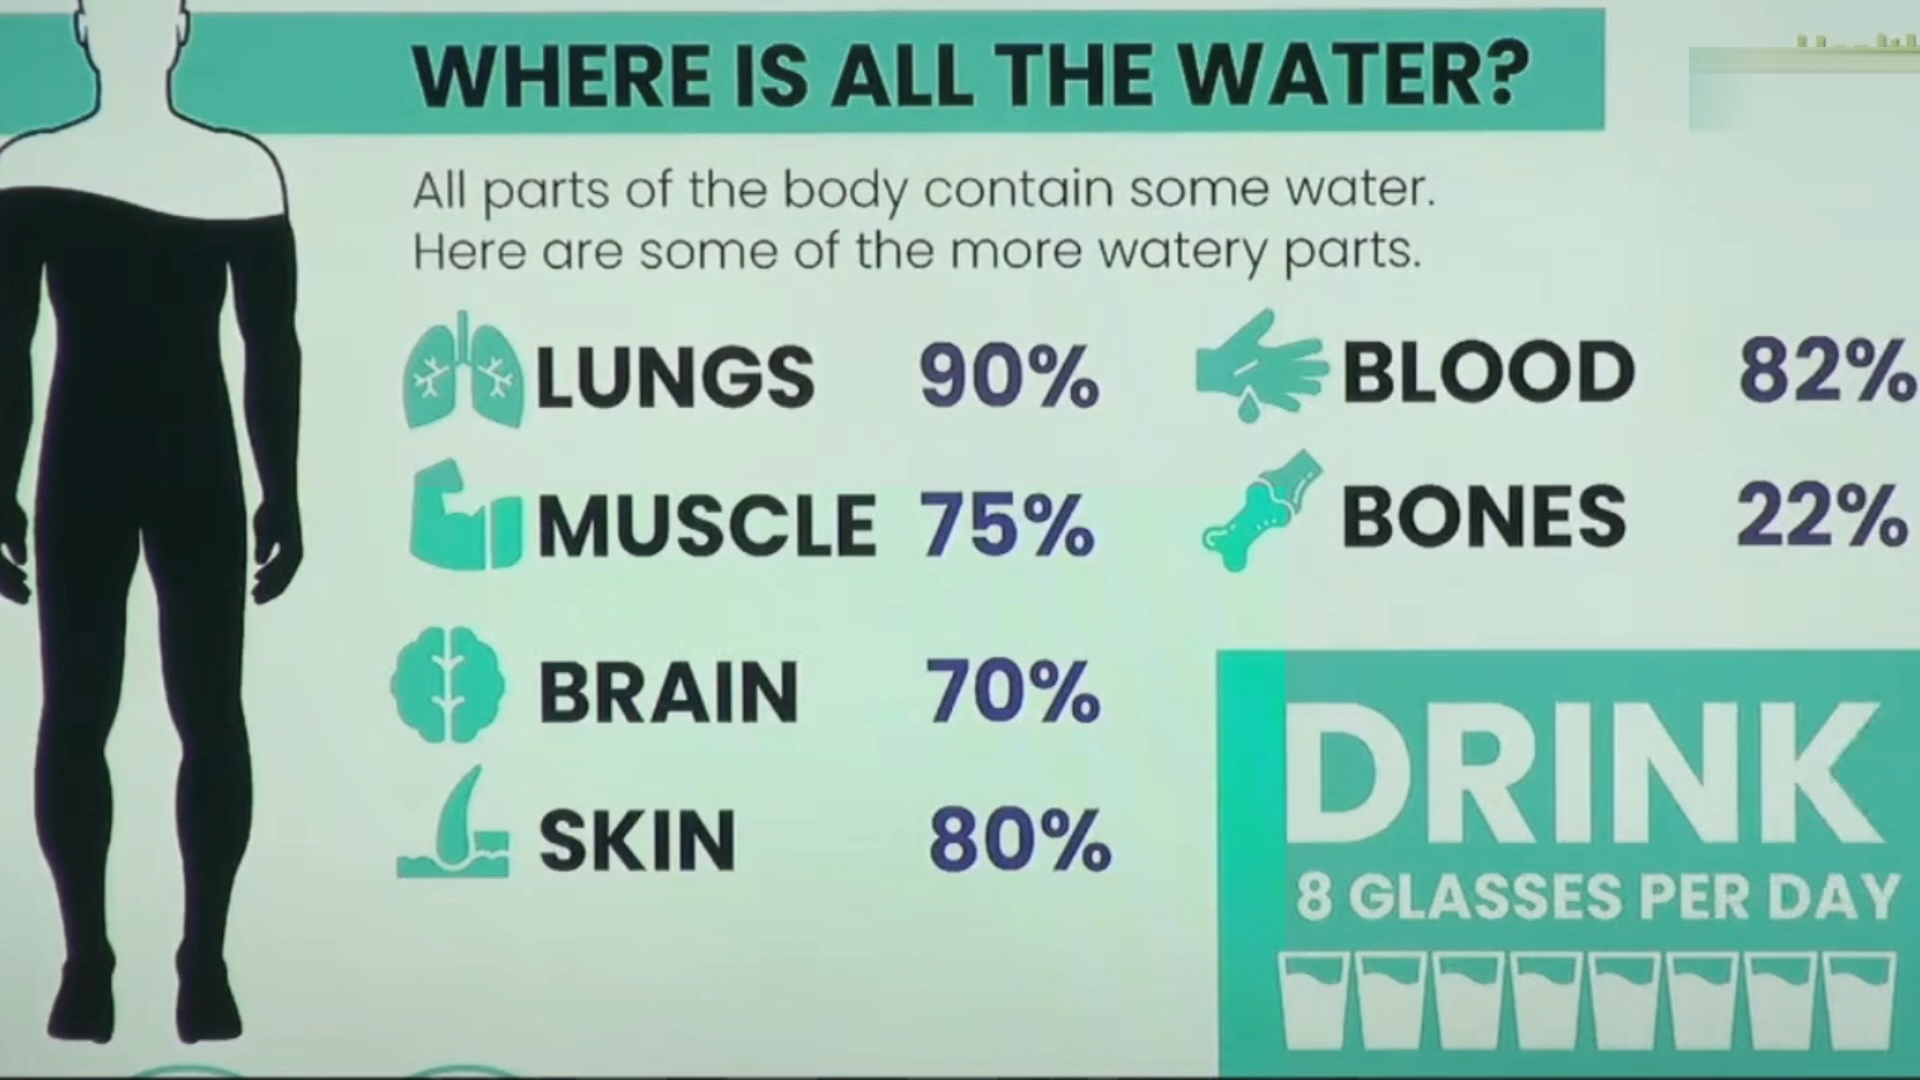 WHERE IS ALL THE WATER?
All parts of the body contain some water.
Here are some of the more watery parts.
LUNGS 90%
BLOOD 82%
MUSCLE 75%
BONES 22%
BRAIN 70%
SKIN 80%
DRINK
8 GLASSES PER DAY